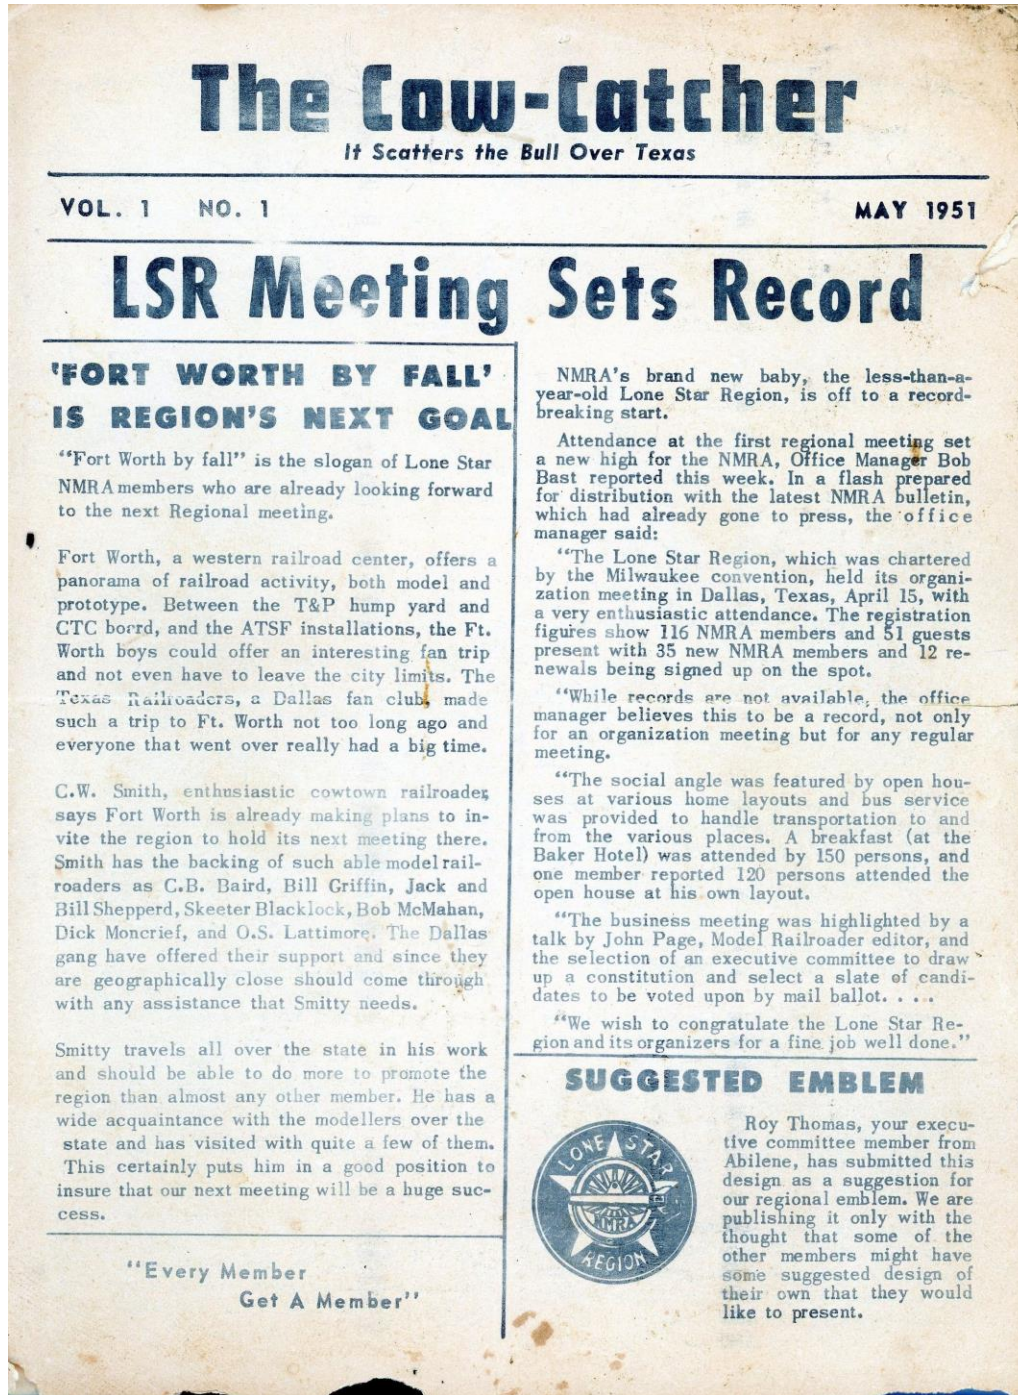 The Cow-Catcher
It Scatters the Bull Over Texas
VOL. 1 NO. 1 MAY 1951
LSR Meeting Sets Record
'FORT WORTH BY FALL'
IS REGION'S NEXT GOAL
"Fort Worth by fall" is the slogan of Lone Star
NMRA members who are already looking forward
to the next Regional meeting.
Fort Worth, a western railroad center, offers a
panorama of railroad activity, both model and
prototype. Between the T&P hump yard and
CTC borrd, and the ATSF installations, the Ft.
Worth boys could offer an interesting fan trip
and not even have to leave the city limits. The
Texas Railroaders, a Dallas fan club, made
such a trip to Ft. Worth not too long ago and
everyone that went over really had a big time.
C.W. Smith, enthusiastic cowtown railroader,
says Fort Worth is already making plans to in-
vite the region to hold its next meeting there.
Smith has the backing of such able model rail-
roaders as C.B. Baird, Bill Griffin, Jack and
Bill Shepperd, Skeeter Blacklock, Bob McMahan,
Dick Moncrief, and O.S. Lattimore. The Dallas
gang have offered their support and since they
are geographically close should come through
with any assistance that Smitty needs.
Smitty travels all over the state in his work
and should be able to do more to promote the
region than almost any other member. He has a
wide acquaintance with the modellers over the
state and has visited with quite a few of them.
This certainly puts him in a good position to
insure that our next meeting will be a huge suc-
cess.
"Every Member
Get A Member"
NMRA's brand new baby, the less-than-a-
year-old Lone Star Region, is off to a record-
breaking start.
Attendance at the first regional meeting set
a new high for the NMRA, Office Manager Bob
Bast reported this week. In a flash prepared
for distribution with the latest NMRA bulletin,
which had already gone to press, the office
manager said:
"The Lone Star Region, which was chartered
by the Milwaukee convention, held its organi-
zation meeting in Dallas, Texas, April 15, with
a very enthusiastic attendance. The registration
figures show 116 NMRA members and 51 guests
present with 35 new NMRA members and 12 re-
newals being signed up on the spot.
"While records are not available, the office
manager believes this to be a record, not only
for an organization meeting but for any regular
meeting.
"The social angle was featured by open hou-
ses at various home layouts and bus service
was provided to handle transportation to and
from the various places. A breakfast (at the
Baker Hotel) was attended by 150 persons, and
one member reported 120 persons attended the
open house at his own layout.
"The business meeting was highlighted by a
talk by John Page, Model Railroader editor, and
the selection of an executive committee to draw
up a constitution and select a slate of candi-
dates to be voted upon by mail ballot. . . .
"We wish to congratulate the Lone Star Re-
gion and its organizers for a fine job well done."
SUGGESTED EMBLEM
LONE STAR
NMRA
REGION
Roy Thomas, your execu-
tive committee member from
Abilene, has submitted this
design as a suggestion for
our regional emblem. We are
publishing it only with the
thought that some of the
other members might have
some suggested design of
their own that they would
like to present.